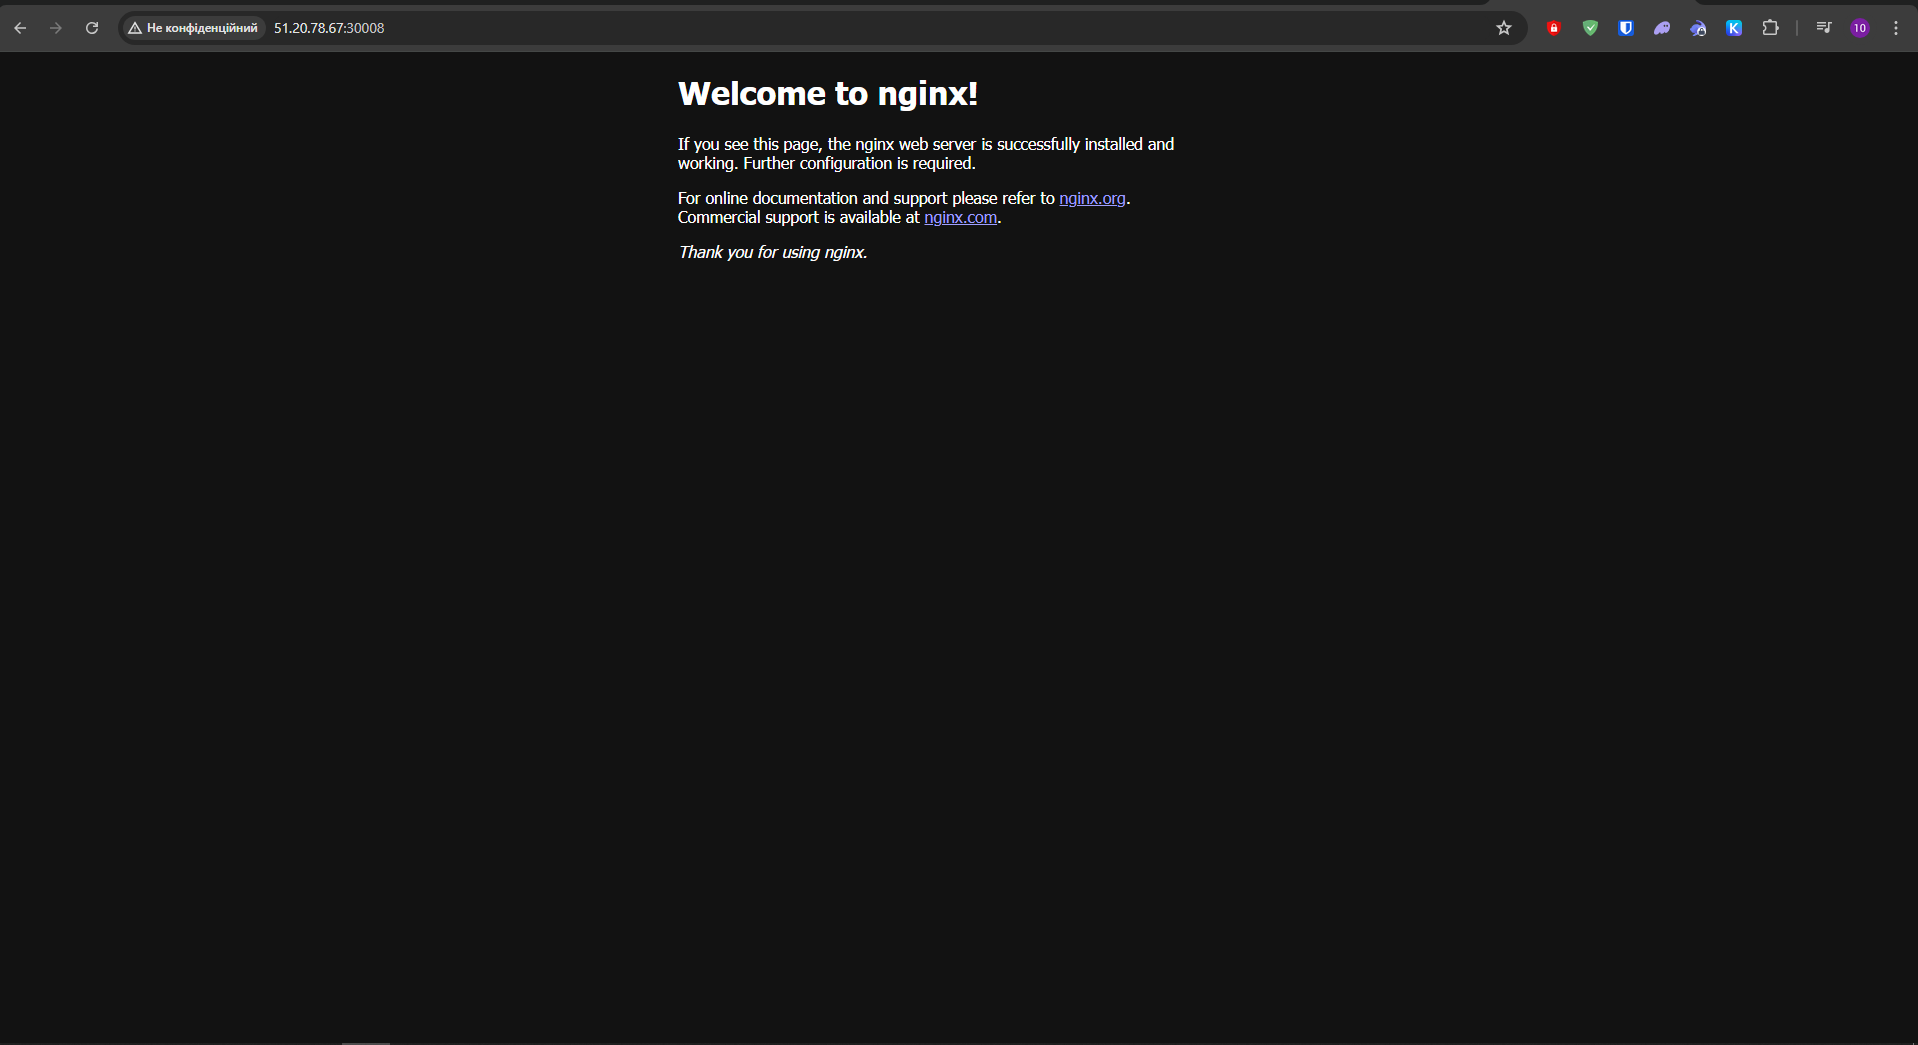 Не конфіденційний 51.20.78.67:30008
K
10
Welcome to nginx!
If you see this page, the nginx web server is successfully installed and
working. Further configuration is required.
For online documentation and support please refer to nginx.org.
Commercial support is available at nginx.com.
Thank you for using nginx.